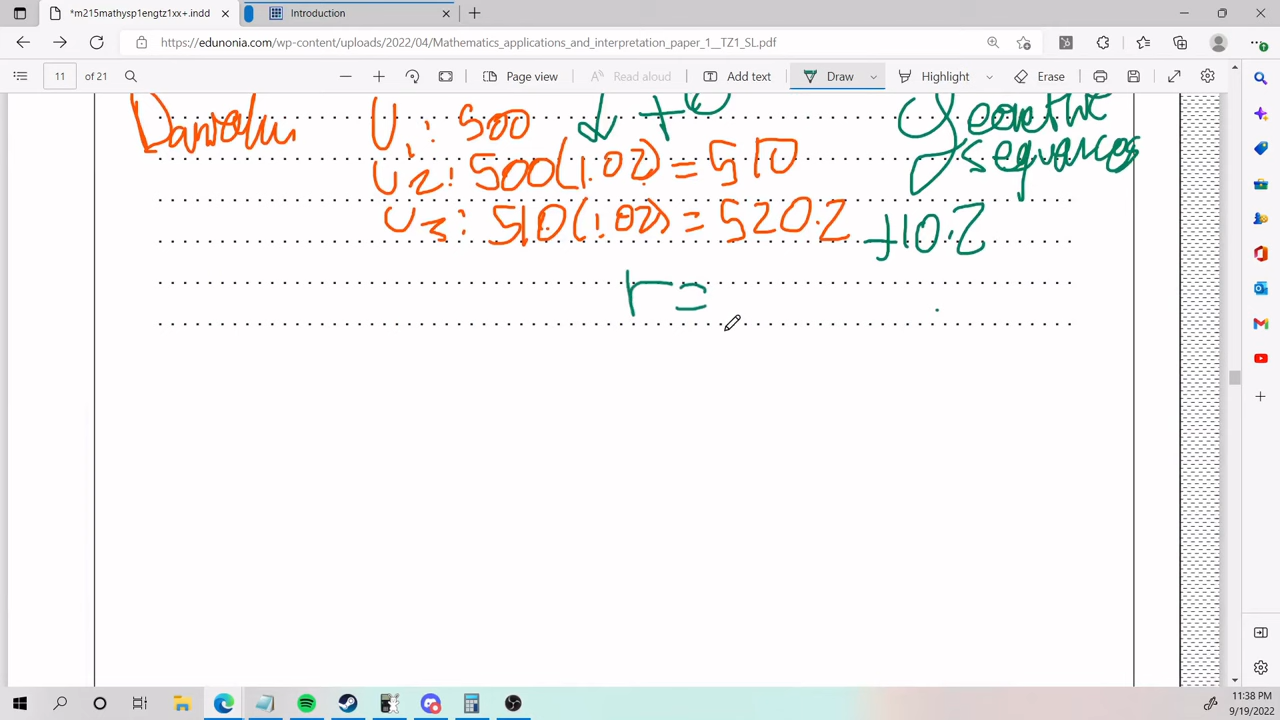 *m215mathysp1engtz1xx+.indd
Introduction
https://edunonia.com/wp-content/uploads/2022/04/Mathematics_applications_and_interpretation_paper_1__TZ1_SL.pdf
11 of 21
Page view
Read aloud
Add text
Draw
Highlight
Erase
U1: 500
U2: 500(1.02) = 510
sequences
U3: 510(1.02) = 520.2
+10.2
r=
11:38 PM
9/19/2022